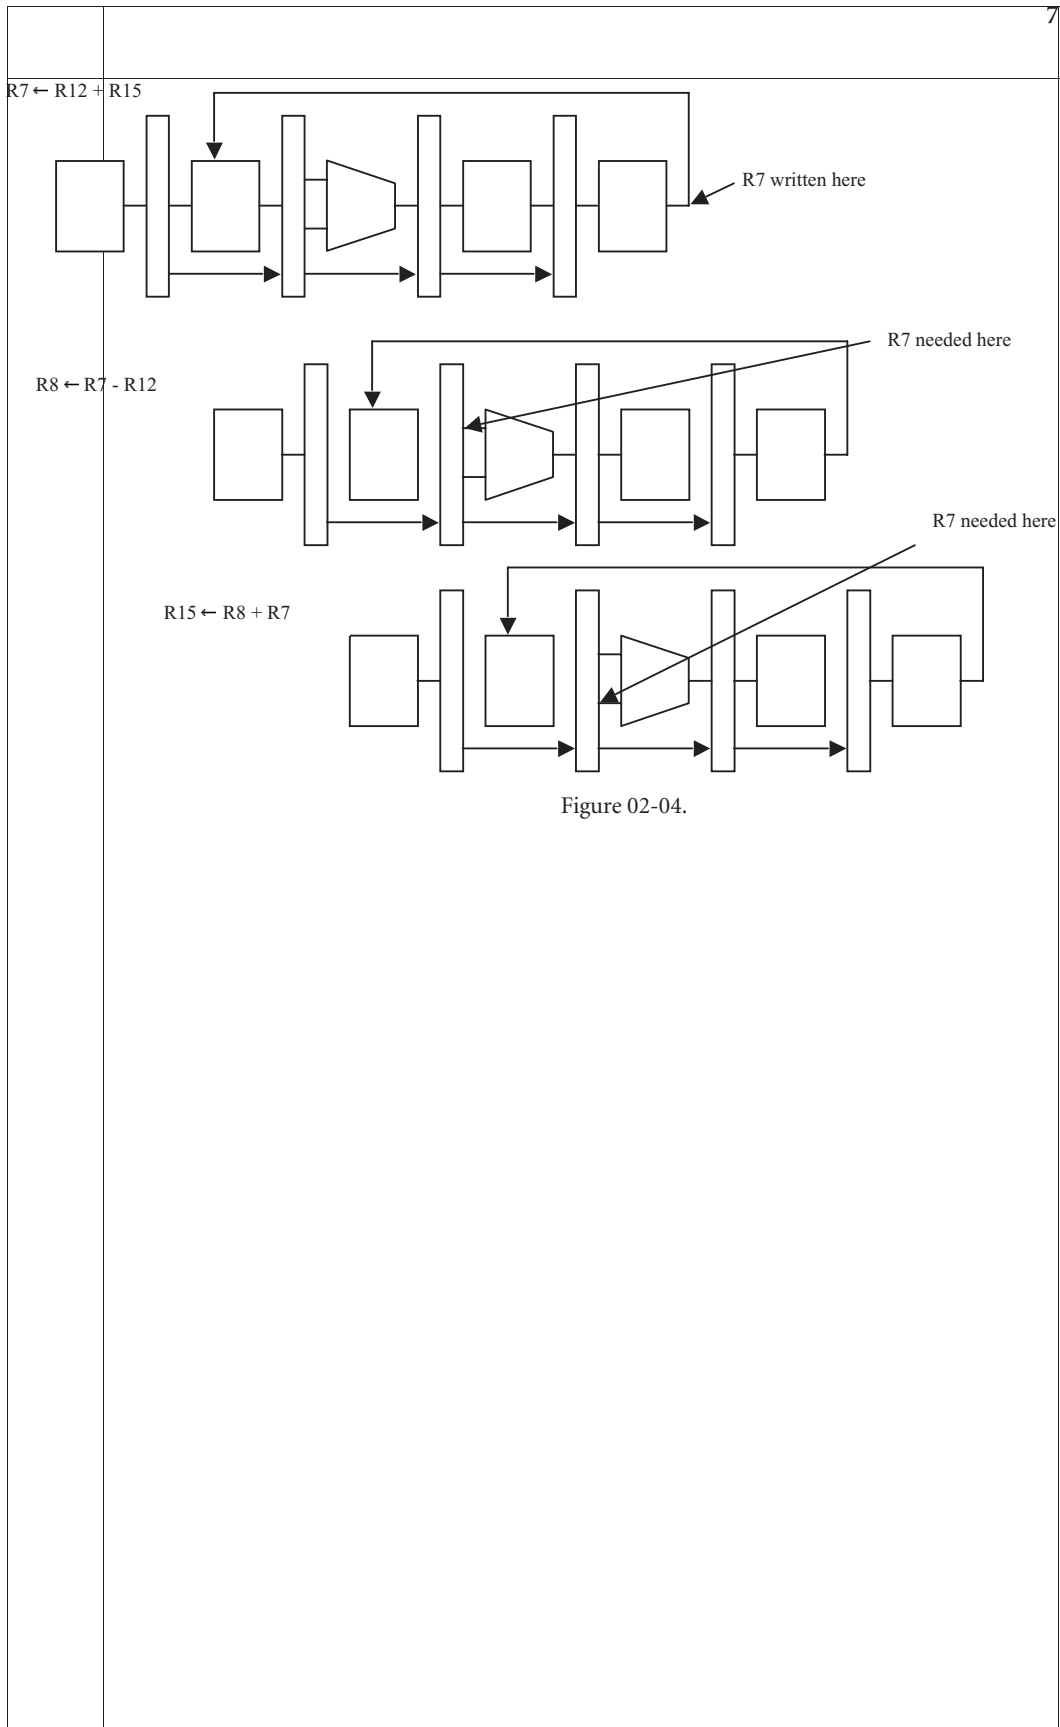 7
R7 ← R12 + R15
R7 written here
R7 needed here
R8 ← R7 - R12
R7 needed here
R15 ← R8 + R7
Figure 02-04.